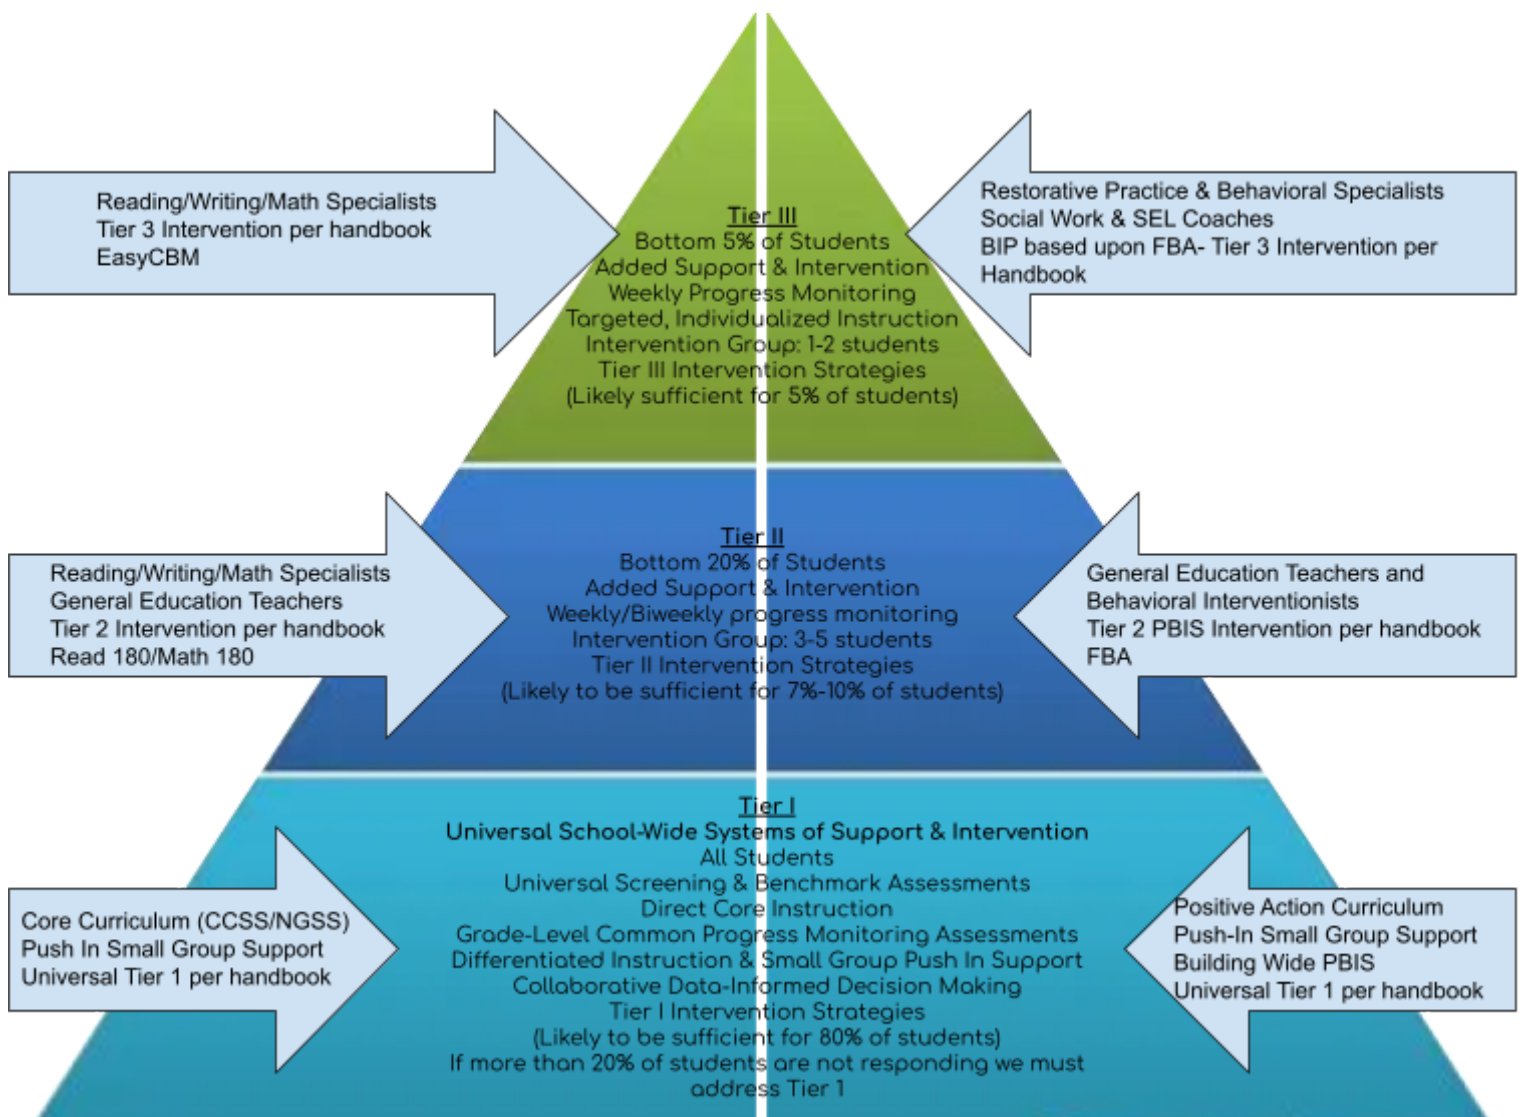 Reading/Writing/Math Specialists
Tier 3 Intervention per handbook
EasyCBM
Tier III
Bottom 5% of Students
Added Support & Intervention
Weekly Progress Monitoring
Targeted, Individualized Instruction
Intervention Group: 1-2 students
Tier III Intervention Strategies
(Likely sufficient for 5% of students)
Restorative Practice & Behavioral Specialists
Social Work & SEL Coaches
BIP based upon FBA- Tier 3 Intervention per
Handbook
Reading/Writing/Math Specialists
General Education Teachers
Tier 2 Intervention per handbook
Read 180/Math 180
Tier II
Bottom 20% of Students
Added Support & Intervention
Weekly/Biweekly progress monitoring
Intervention Group: 3-5 students
Tier II Intervention Strategies
(Likely to be sufficient for 7%-10% of students)
General Education Teachers and
Behavioral Interventionists
Tier 2 PBIS Intervention per handbook
FBA
Core Curriculum (CCSS/NGSS)
Push In Small Group Support
Universal Tier 1 per handbook
Tier I
Universal School-Wide Systems of Support & Intervention
All Students
Universal Screening & Benchmark Assessments
Direct Core Instruction
Grade-Level Common Progress Monitoring Assessments
Differentiated Instruction & Small Group Push In Support
Collaborative Data-Informed Decision Making
Tier I Intervention Strategies
(Likely to be sufficient for 80% of students)
If more than 20% of students are not responding we must
address Tier 1
Positive Action Curriculum
Push-In Small Group Support
Building Wide PBIS
Universal Tier 1 per handbook